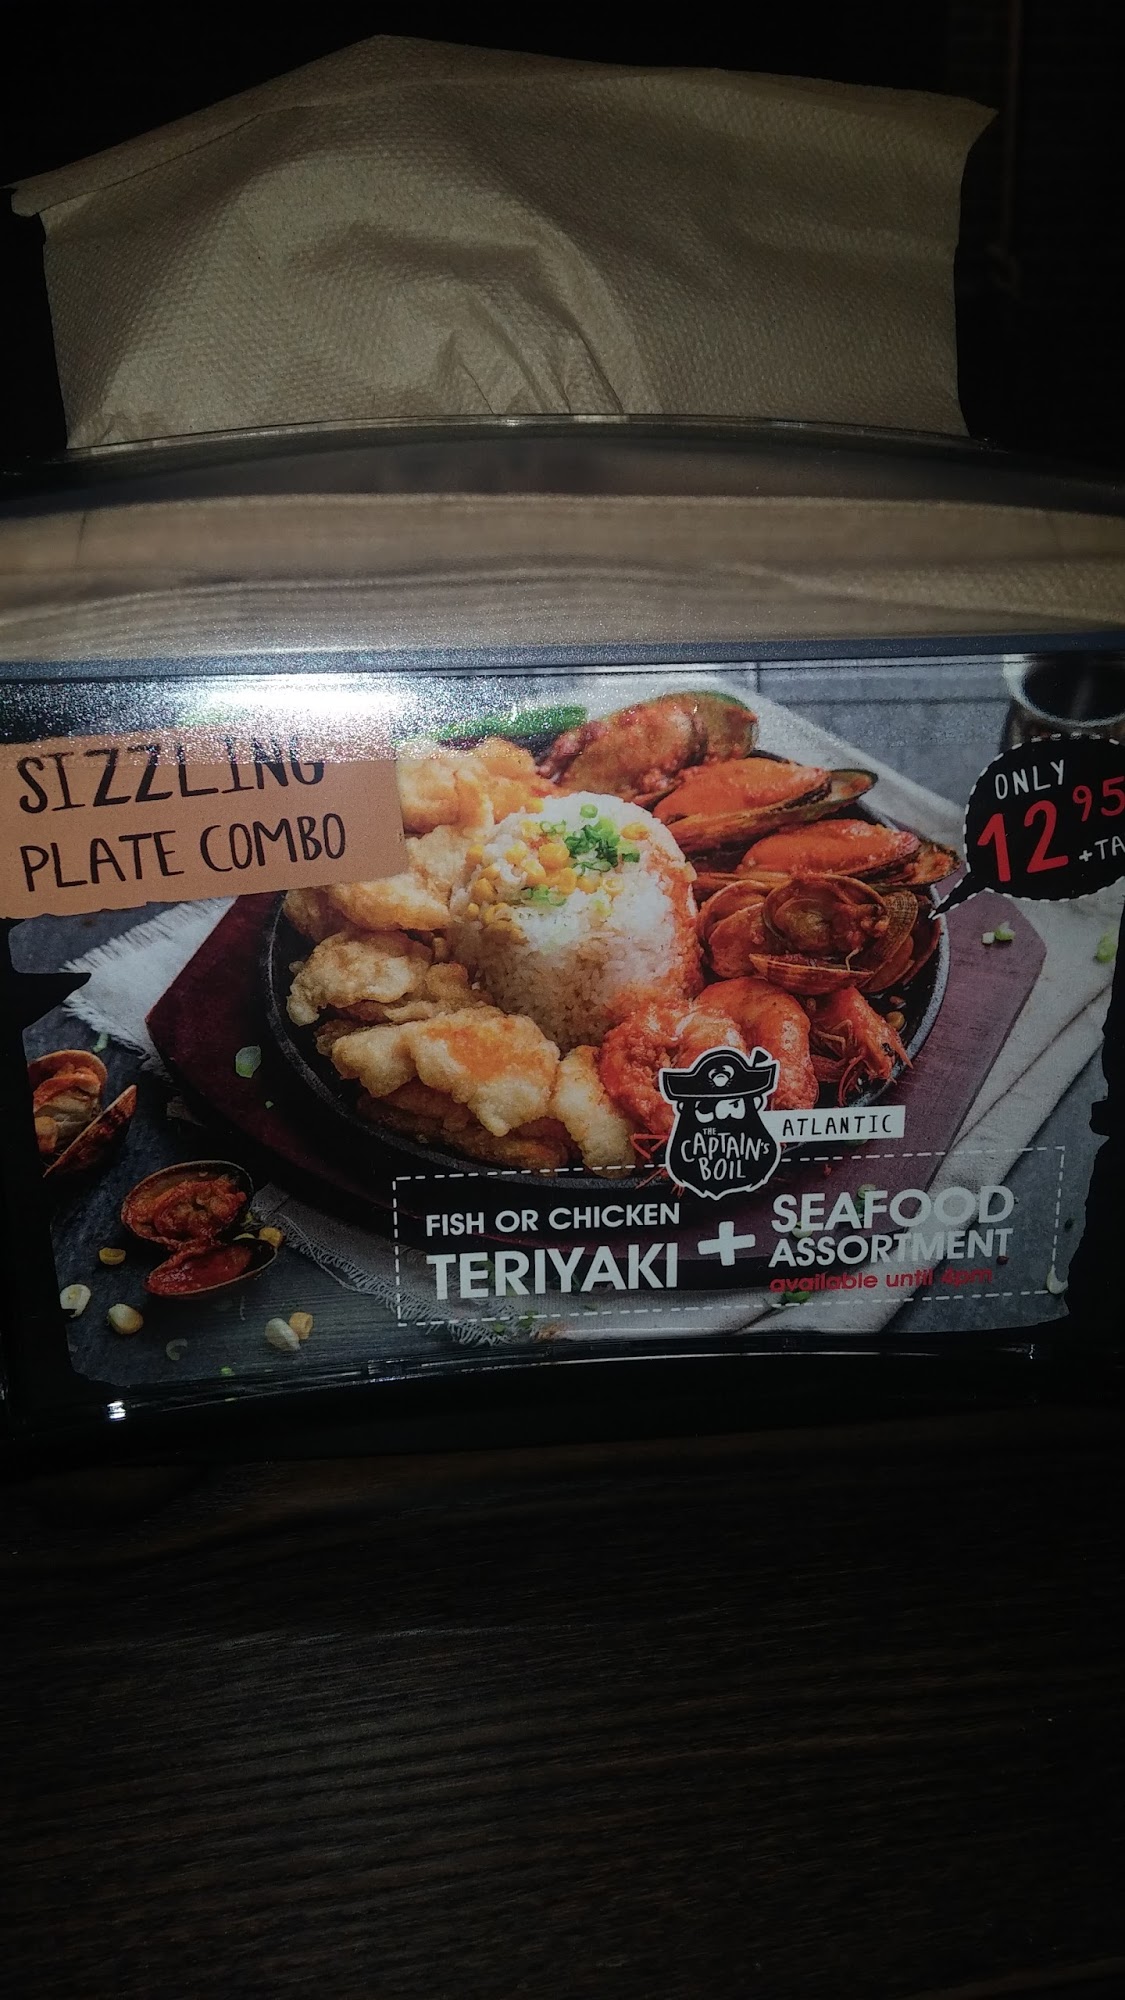 SIZZLING
PLATE COMBO
ONLY
12 95
+TA
THE
CAPTAIN's
BOIL
ATLANTIC
FISH OR CHICKEN
TERIYAKI
+
SEAFOOD
ASSORTMENT
available until 4pm